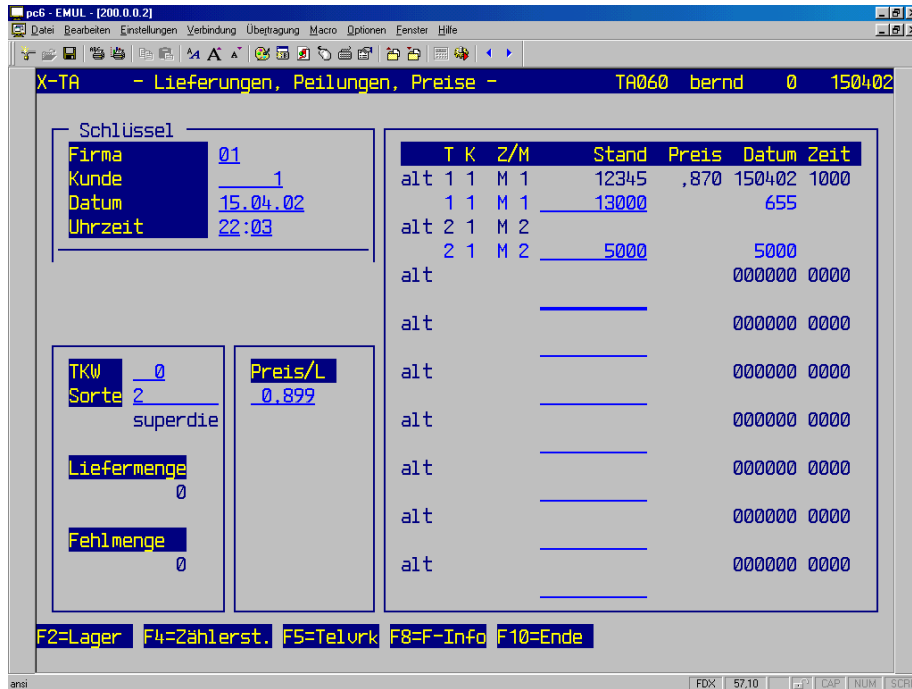 pc6 - EMUL - [200.0.0.2]
Datei Bearbeiten Einstellungen Verbindung Übertragung Macro Optionen Fenster Hilfe
X-TA - Lieferungen, Peilungen, Preise - TA060 bernd 0 150402
Schlüssel
Firma 01
Kunde 1
Datum 15.04.02
Uhrzeit 22:03
T K Z/M Stand Preis Datum Zeit
alt 1 1 M 1 12345 ,870 150402 1000
1 1 M 1 13000 655
alt 2 1 M 2
2 1 M 2 5000 5000
alt 000000 0000
alt 000000 0000
alt 000000 0000
alt 000000 0000
alt 000000 0000
alt 000000 0000
alt 000000 0000
TKW 0
Sorte 2
superdie
Liefermenge
0
Fehlmenge
0
Preis/L
0.899
F2=Lager F4=Zählerst. F5=Telvrk F8=F-Info F10=Ende
ansi FDX 57,10 CAP NUM SCR